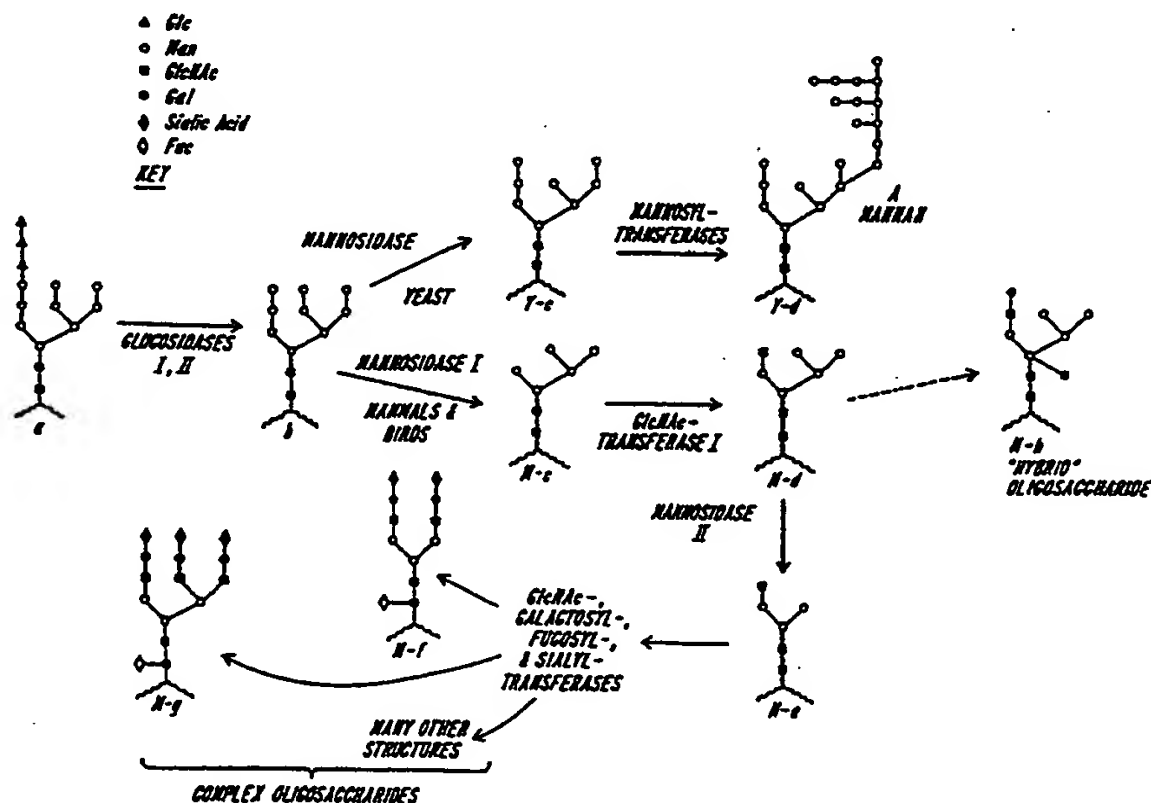 Glc
Man
GlcNAc
Gal
Sialic Acid
Fuc
KEY
a
GLUCOSIDASES
I, II
b
MANNOSIDASE
YEAST
Y-c
MANNOSYL-
TRANSFERASES
Y-d
A
MANNAN
MANNOSIDASE I
MAMMALS &
BIRDS
M-c
GlcNAc-
TRANSFERASE I
M-d
M-h
"HYBRID"
OLIGOSACCHARIDE
MANNOSIDASE
II
M-e
GlcNAc-,
GALACTOSYL-,
FUCOSYL-,
& SIALYL-
TRANSFERASES
M-f
M-g
MANY OTHER
STRUCTURES
COMPLEX OLIGOSACCHARIDES